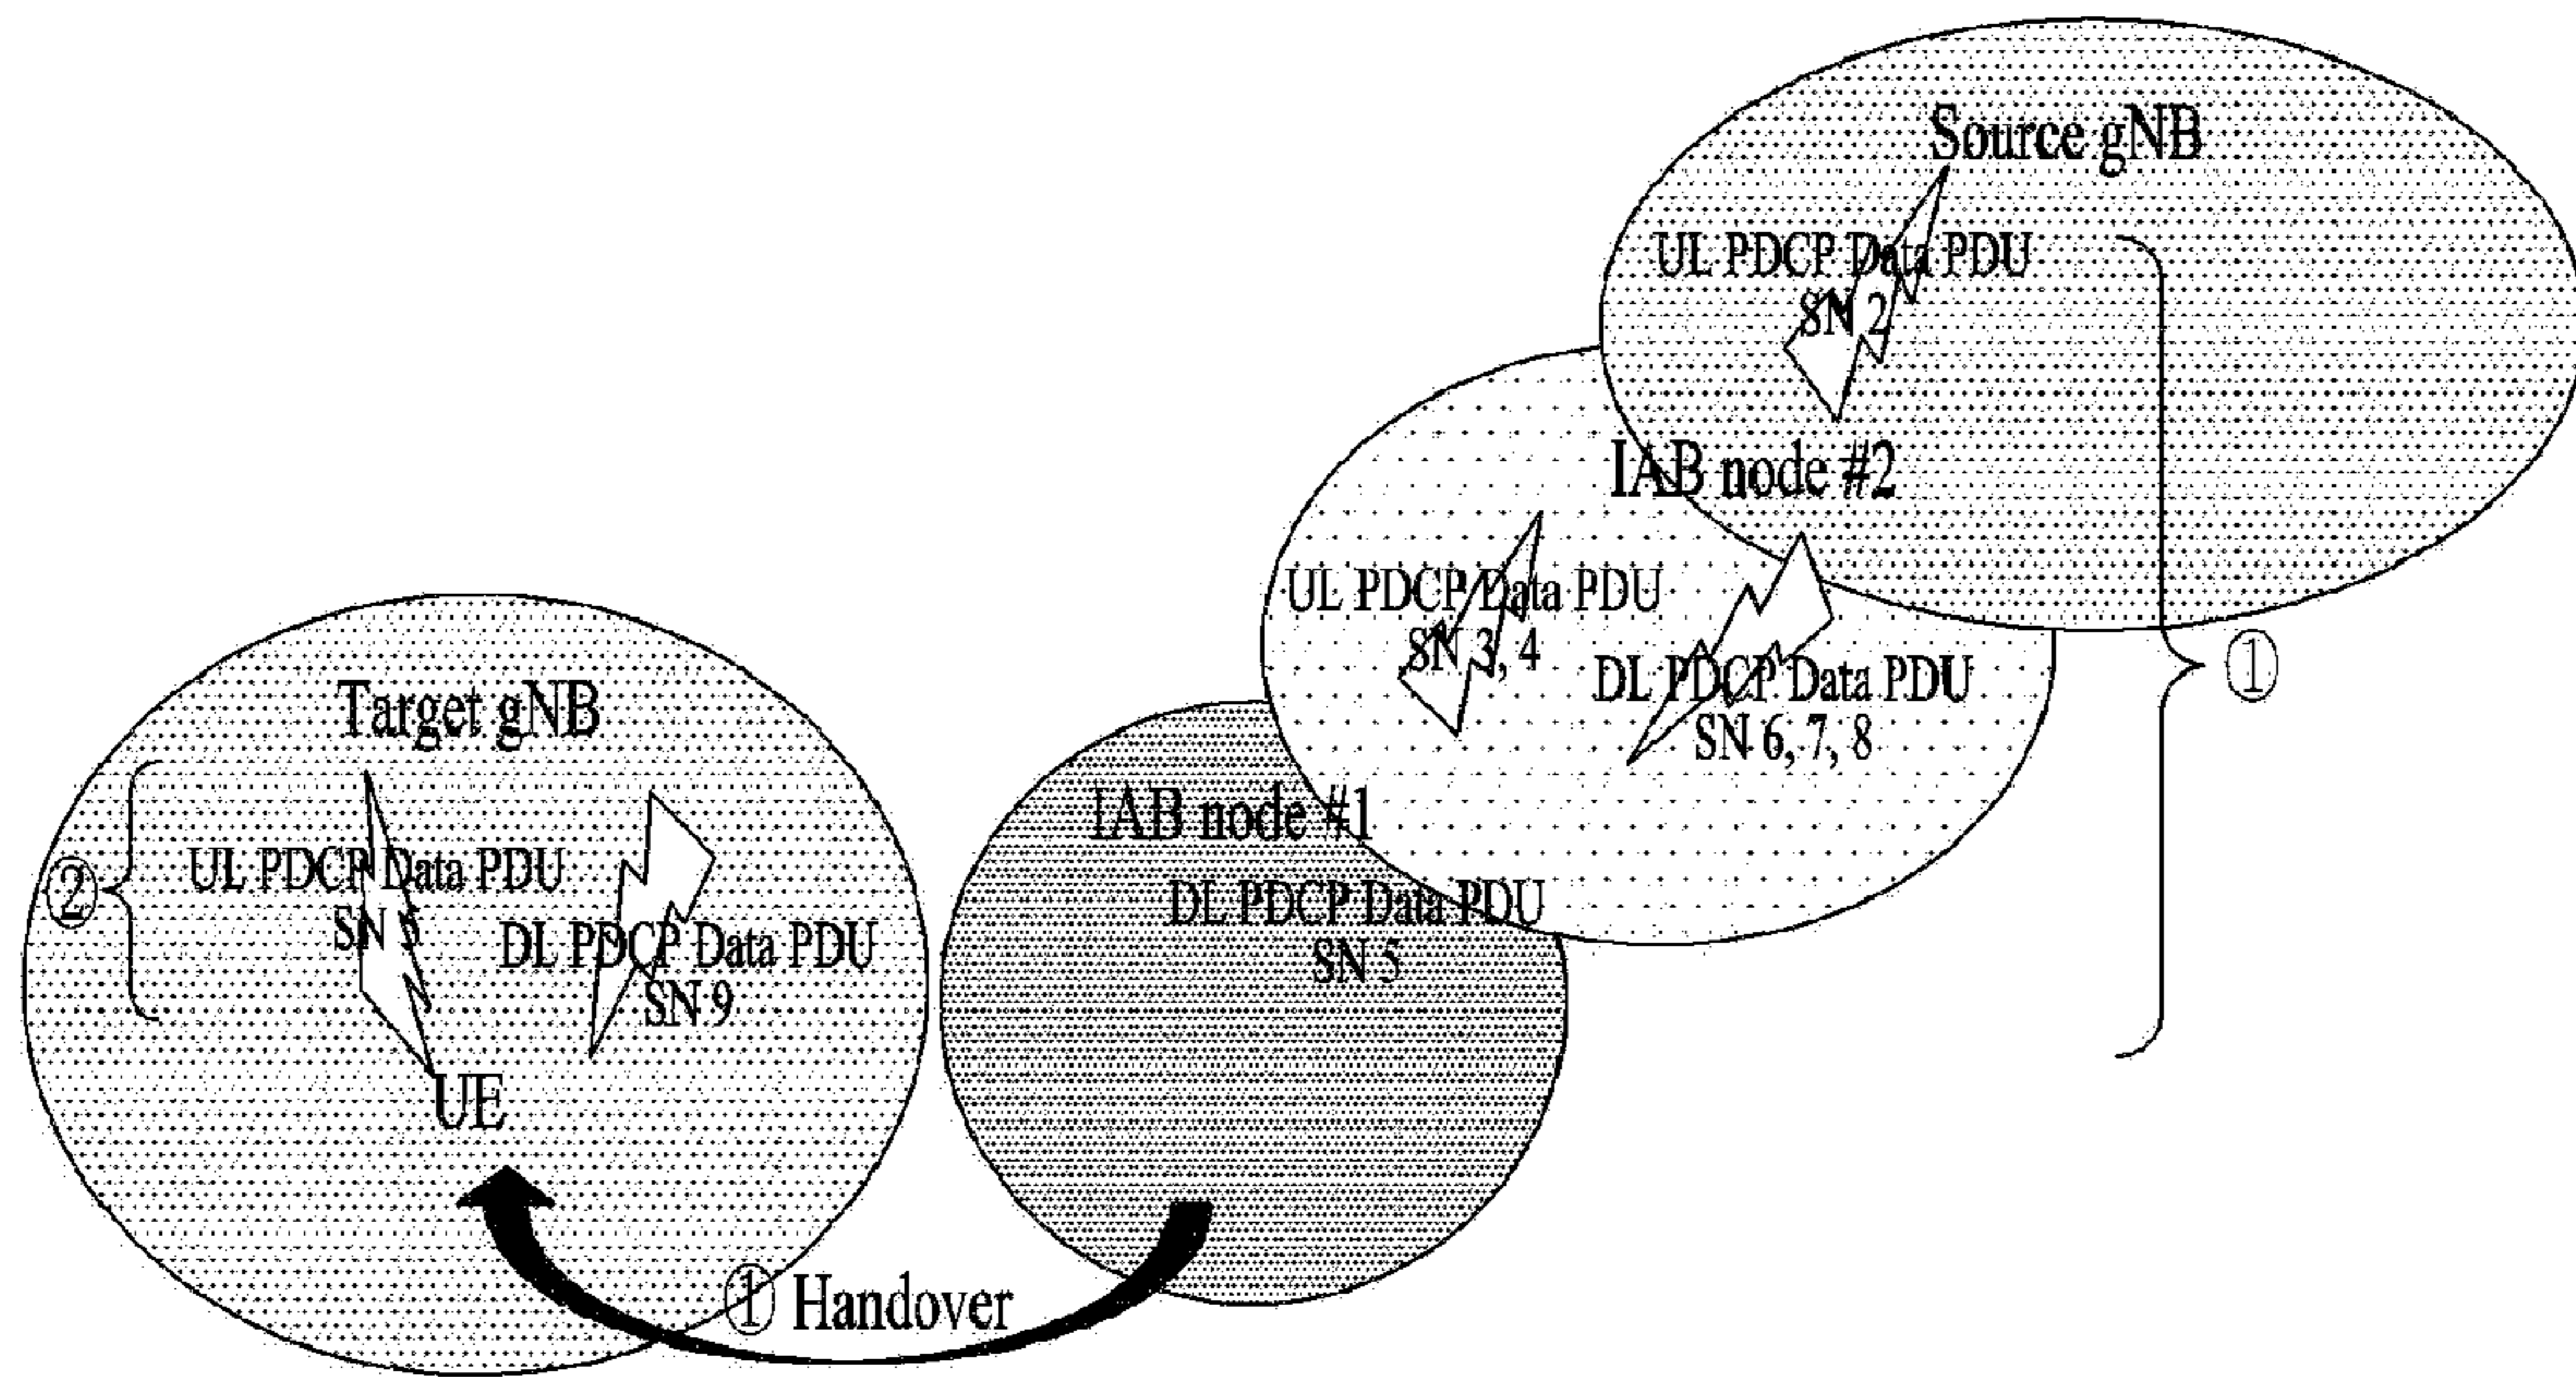 Source gNB
UL PDCP Data PDU
SN 2
IAB node #2
UL PDCP Data PDU
SN 3, 4
DL PDCP Data PDU
SN 6, 7, 8
①
Target gNB
IAB node #1
②
UL PDCP Data PDU
SN 5
DL PDCP Data PDU
SN 9
DL PDCP Data PDU
SN 5
UE
① Handover